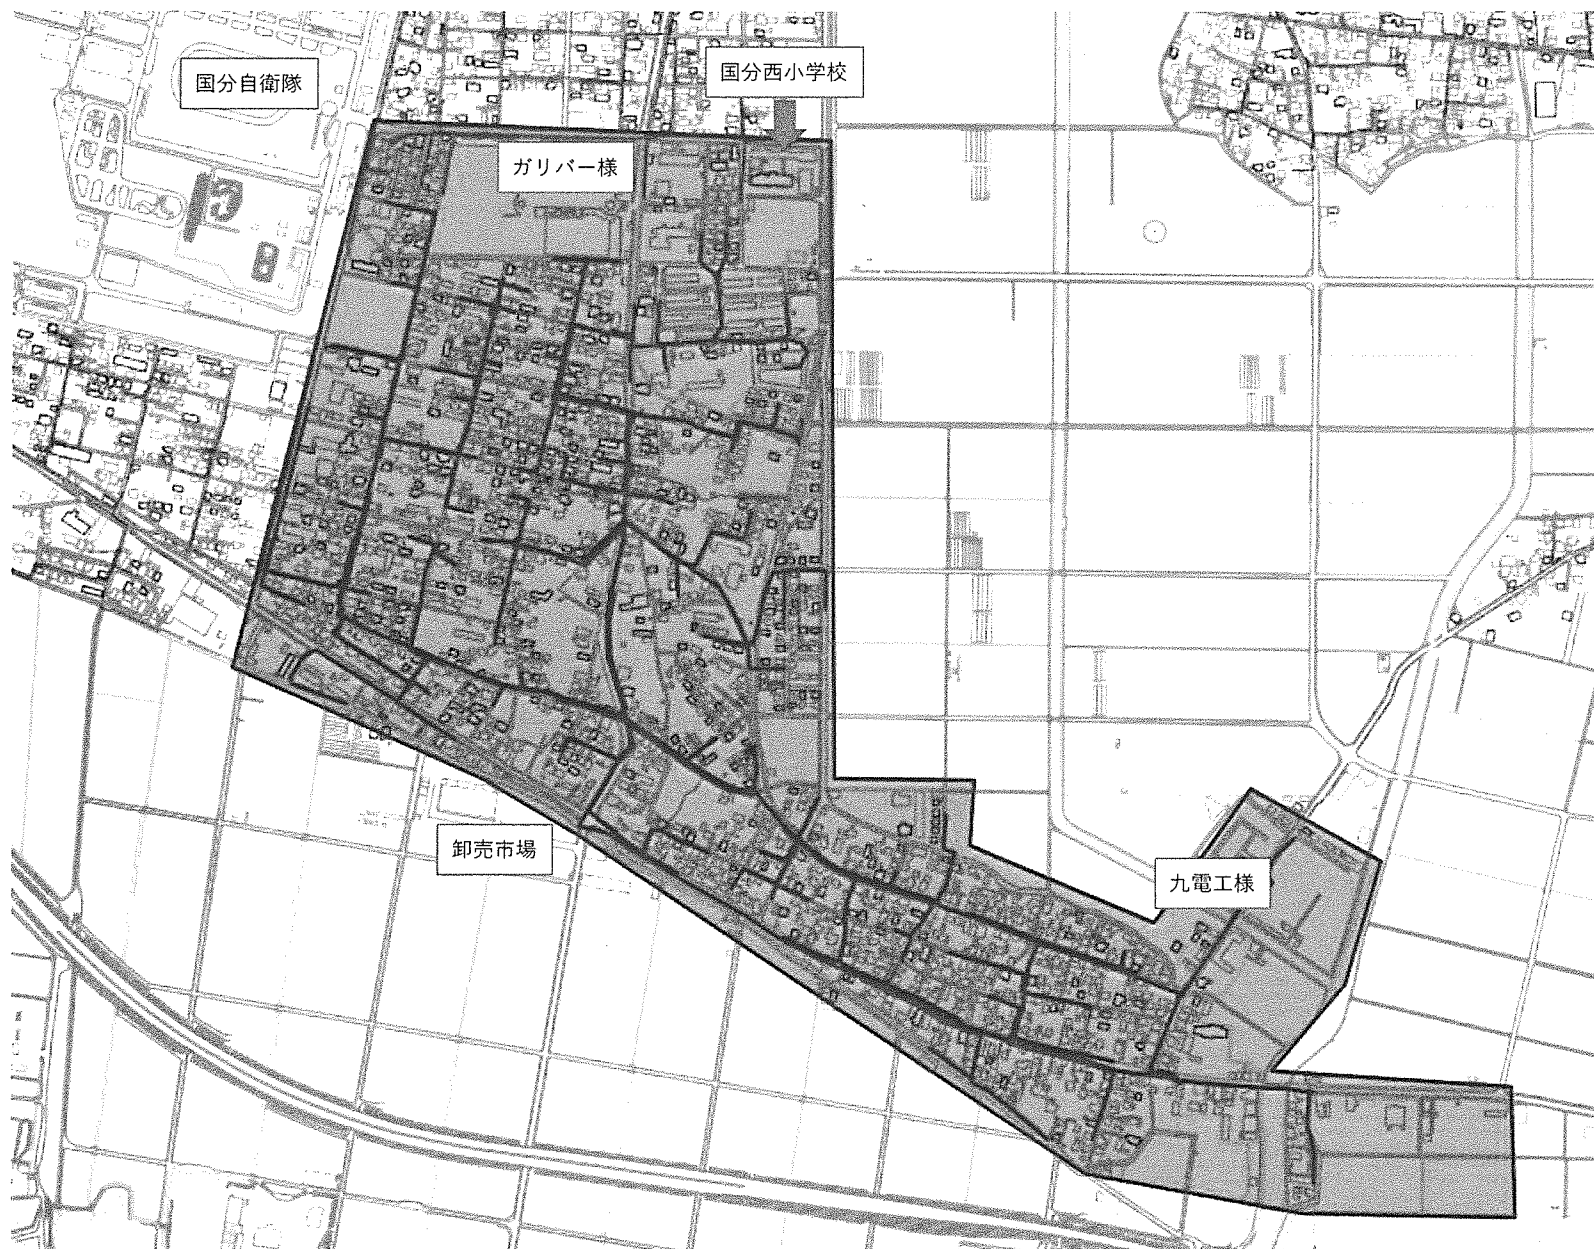 国分自衛隊
国分西小学校
ガリバー様
卸売市場
九電工様